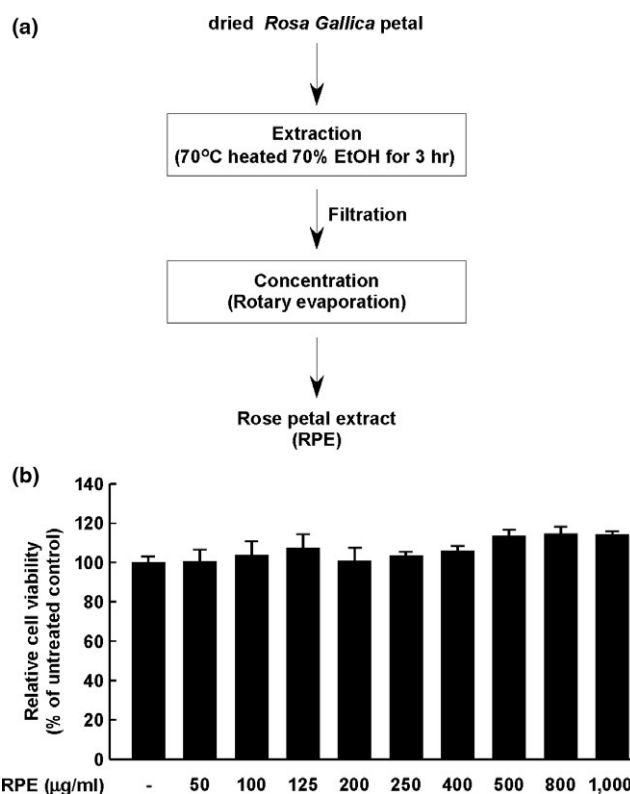 (a)
dried Rosa Gallica petal
Extraction
(70°C heated 70% EtOH for 3 hr)
Filtration
Concentration
(Rotary evaporation)
Rose petal extract
(RPE)
(b)
Relative cell viability
(% of untreated control)
140
120
100
80
60
40
20
0
RPE (µg/ml) - 50 100 125 200 250 400 500 800 1,000